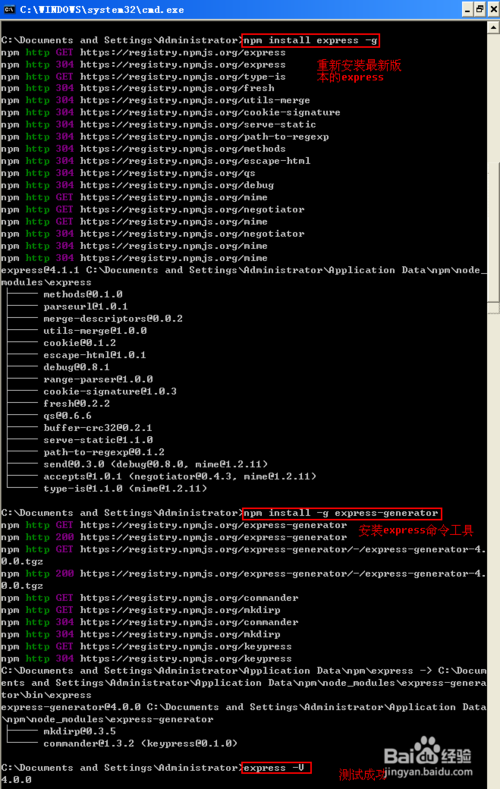 C:\WINDOWS\system32\cmd.exe
C:\Documents and Settings\Administrator>npm install express -g
npm http GET https://registry.npmjs.org/express
npm http 304 https://registry.npmjs.org/express
重新安装最新版
npm http GET https://registry.npmjs.org/type-is
本的express
npm http 304 https://registry.npmjs.org/fresh
npm http 304 https://registry.npmjs.org/utils-merge
npm http 304 https://registry.npmjs.org/cookie-signature
npm http 304 https://registry.npmjs.org/serve-static
npm http 304 https://registry.npmjs.org/path-to-regexp
npm http 304 https://registry.npmjs.org/methods
npm http 304 https://registry.npmjs.org/escape-html
npm http 304 https://registry.npmjs.org/qs
npm http 304 https://registry.npmjs.org/debug
npm http GET https://registry.npmjs.org/mime
npm http GET https://registry.npmjs.org/negotiator
npm http GET https://registry.npmjs.org/mime
npm http 304 https://registry.npmjs.org/negotiator
npm http 304 https://registry.npmjs.org/mime
npm http 304 https://registry.npmjs.org/mime
express@4.1.1 C:\Documents and Settings\Administrator\Application Data\npm\node_
modules\express
├── methods@0.1.0
├── parseurl@1.0.1
├── merge-descriptors@0.0.2
├── utils-merge@1.0.0
├── cookie@0.1.2
├── escape-html@1.0.1
├── debug@0.8.1
├── range-parser@1.0.0
├── cookie-signature@1.0.3
├── fresh@0.2.2
├── qs@0.6.6
├── buffer-crc32@0.2.1
├── serve-static@1.1.0
├── path-to-regexp@0.1.2
├── send@0.3.0 (debug@0.8.0, mime@1.2.11)
├── accepts@1.0.1 (negotiator@0.4.3, mime@1.2.11)
└── type-is@1.1.0 (mime@1.2.11)
C:\Documents and Settings\Administrator>npm install -g express-generator
npm http GET https://registry.npmjs.org/express-generator
安装express命令工具
npm http 200 https://registry.npmjs.org/express-generator
npm http GET https://registry.npmjs.org/express-generator/-/express-generator-4.
0.0.tgz
npm http 200 https://registry.npmjs.org/express-generator/-/express-generator-4.
0.0.tgz
npm http GET https://registry.npmjs.org/commander
npm http GET https://registry.npmjs.org/mkdirp
npm http 304 https://registry.npmjs.org/commander
npm http 304 https://registry.npmjs.org/mkdirp
npm http GET https://registry.npmjs.org/keypress
npm http 304 https://registry.npmjs.org/keypress
C:\Documents and Settings\Administrator\Application Data\npm\express -> C:\Docum
ents and Settings\Administrator\Application Data\npm\node_modules\express-genera
tor\bin\express
express-generator@4.0.0 C:\Documents and Settings\Administrator\Application Data
\npm\node_modules\express-generator
├── mkdirp@0.3.5
└── commander@1.3.2 (keypress@0.1.0)
C:\Documents and Settings\Administrator>express -V
4.0.0
测试成功
Baidu 经验
jingyan.baidu.com